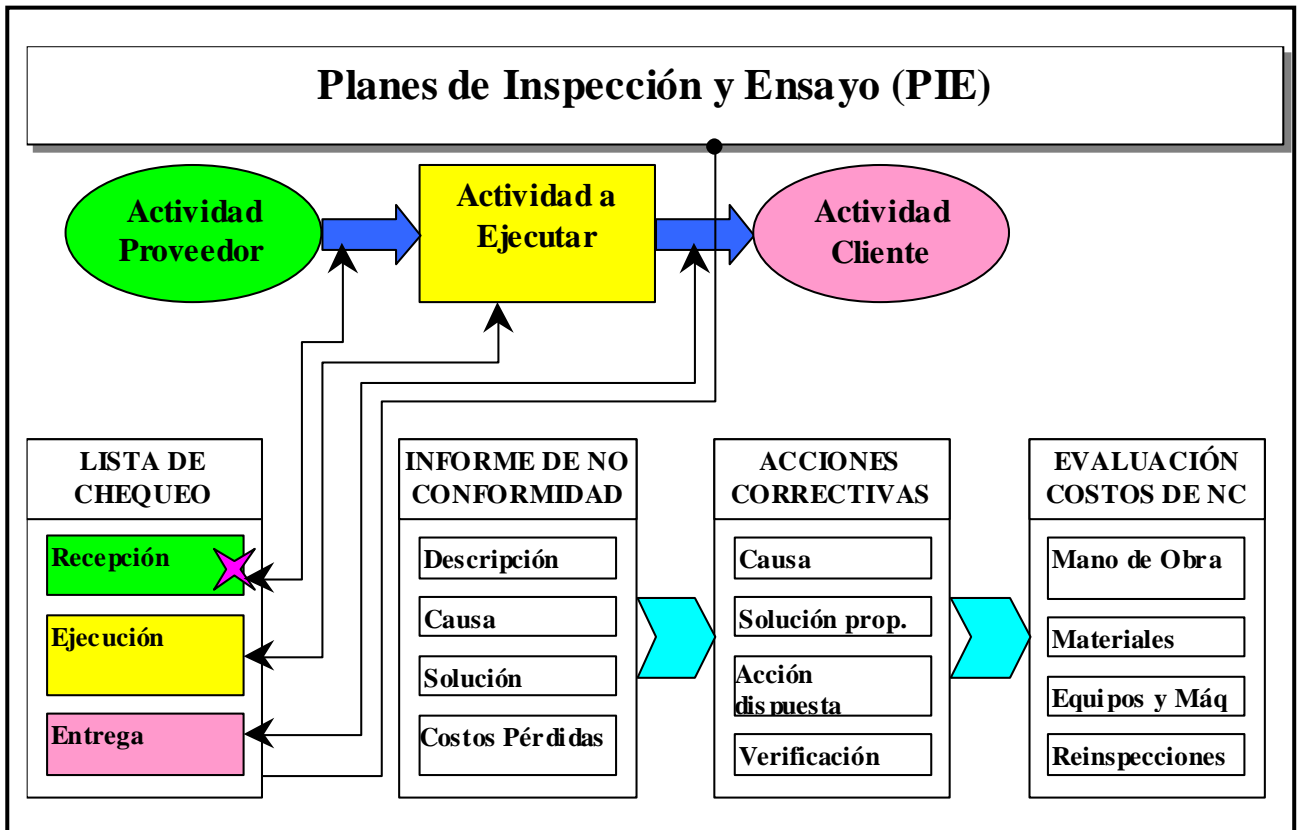 Planes de Inspección y Ensayo (PIE)
Actividad
Proveedor
Actividad a
Ejecutar
Actividad
Cliente
LISTA DE
CHEQUEO
Recepción
Ejecución
Entrega
INFORME DE NO
CONFORMIDAD
Descripción
Causa
Solución
Costos Pérdidas
ACCIONES
CORRECTIVAS
Causa
Solución prop.
Acción
dispuesta
Verificación
EVALUACIÓN
COSTOS DE NC
Mano de Obra
Materiales
Equipos y Máq
Reinspecciones